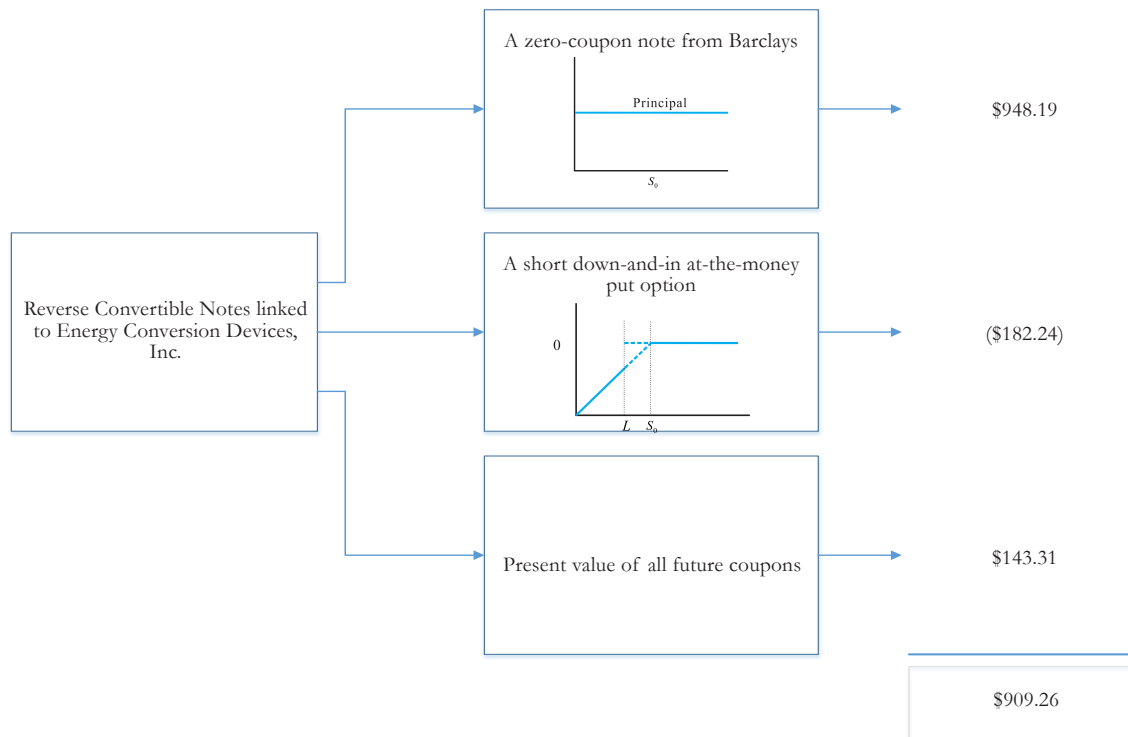 A zero-coupon note from Barclays
Principal
S₀
$948.19
Reverse Convertible Notes linked
to Energy Conversion Devices,
Inc.
A short down-and-in at-the-money
put option
0
L S₀
($182.24)
Present value of all future coupons
$143.31
$909.26